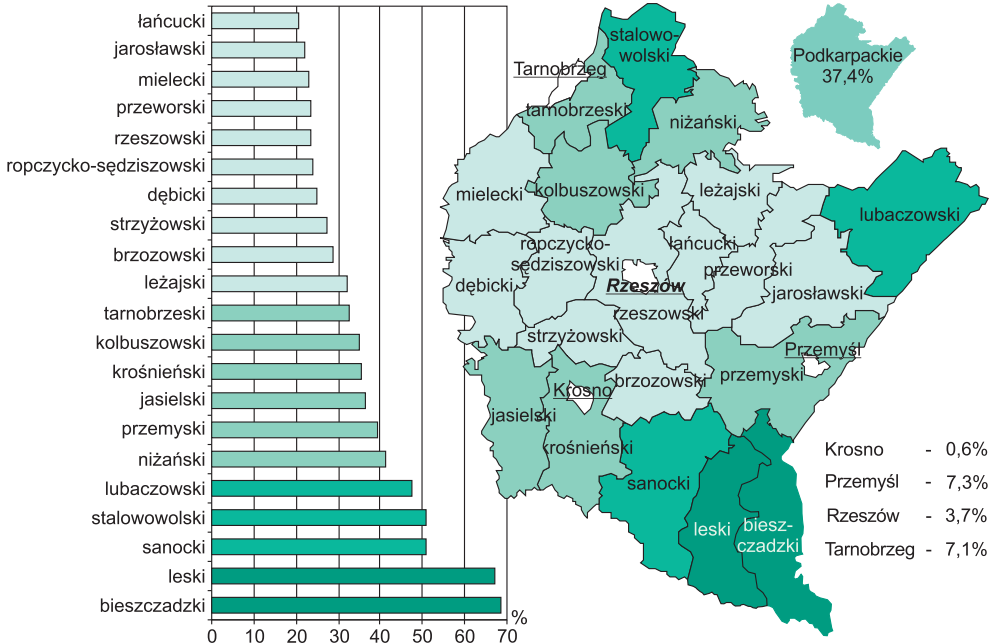 łańcucki
jarosławski
mielecki
przeworski
rzeszowski
ropczycko-sędziszowski
dębicki
strzyżowski
brzozowski
leżajski
tarnobrzeski
kolbuszowski
krośnieński
jasielski
przemyski
niżański
lubaczowski
stalowowolski
sanocki
leski
bieszczadzki
0 10 20 30 40 50 60 70
%
stalowo-
wolski
Tarnobrzeg
tarnobrzeski
niżański
mielecki
kolbuszowski
leżajski
lubaczowski
ropczycko-
sędziszowski
łańcucki
dębicki
Rzeszów
przeworski
jarosławski
rzeszowski
strzyżowski
Przemyśl
przemyski
brzozowski
Krosno
jasielski
krośnieński
sanocki
leski
biesz-
czadzki
Podkarpackie
37,4%
Krosno - 0,6%
Przemyśl - 7,3%
Rzeszów - 3,7%
Tarnobrzeg - 7,1%